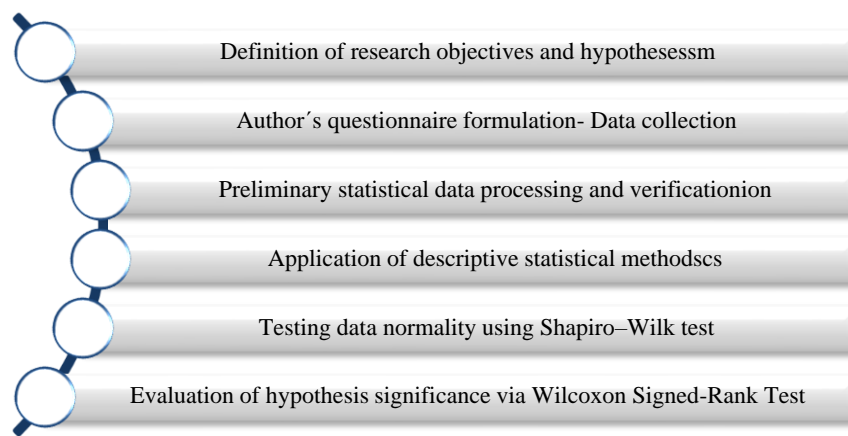 Definition of research objectives and hypothesessm
Author´s questionnaire formulation- Data collection
Preliminary statistical data processing and verificationion
Application of descriptive statistical methodscs
Testing data normality using Shapiro–Wilk test
Evaluation of hypothesis significance via Wilcoxon Signed-Rank Test